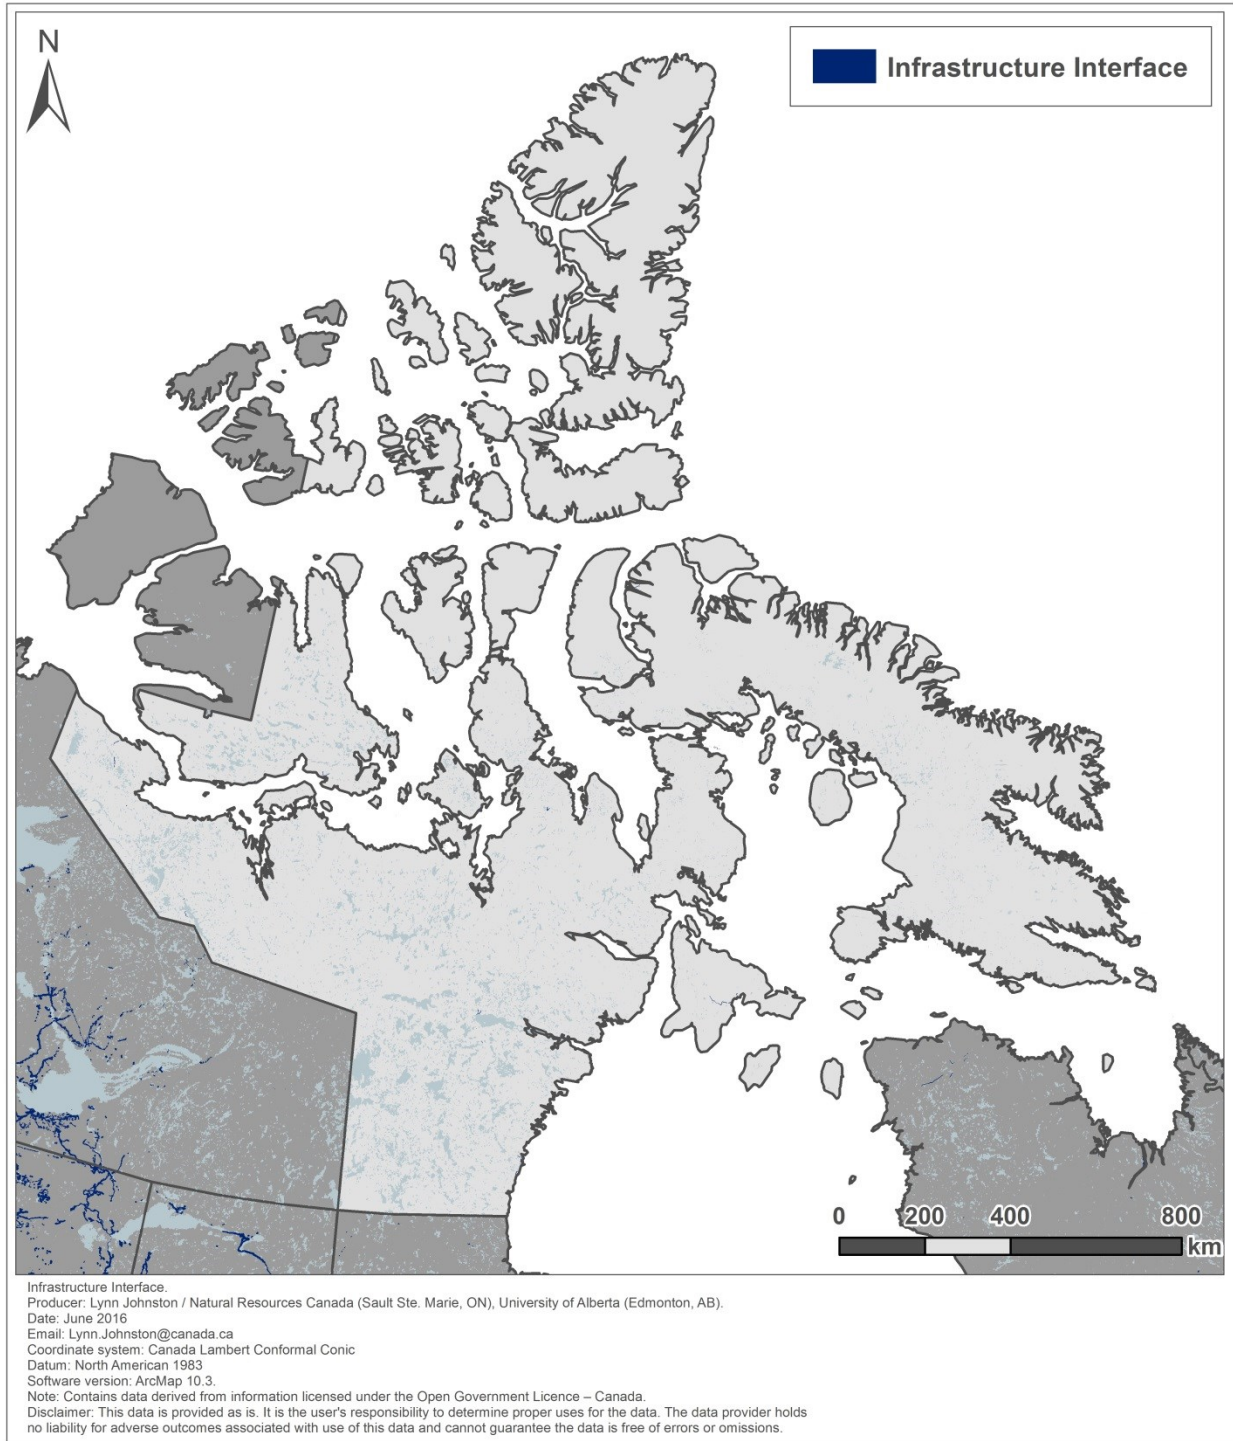 N
Infrastructure Interface
0 200 400 800
km
Infrastructure Interface.
Producer: Lynn Johnston / Natural Resources Canada (Sault Ste. Marie, ON), University of Alberta (Edmonton, AB).
Date: June 2016
Email: Lynn.Johnston@canada.ca
Coordinate system: Canada Lambert Conformal Conic
Datum: North American 1983
Software version: ArcMap 10.3.
Note: Contains data derived from information licensed under the Open Government Licence – Canada.
Disclaimer: This data is provided as is. It is the user's responsibility to determine proper uses for the data. The data provider holds
no liability for adverse outcomes associated with use of this data and cannot guarantee the data is free of errors or omissions.